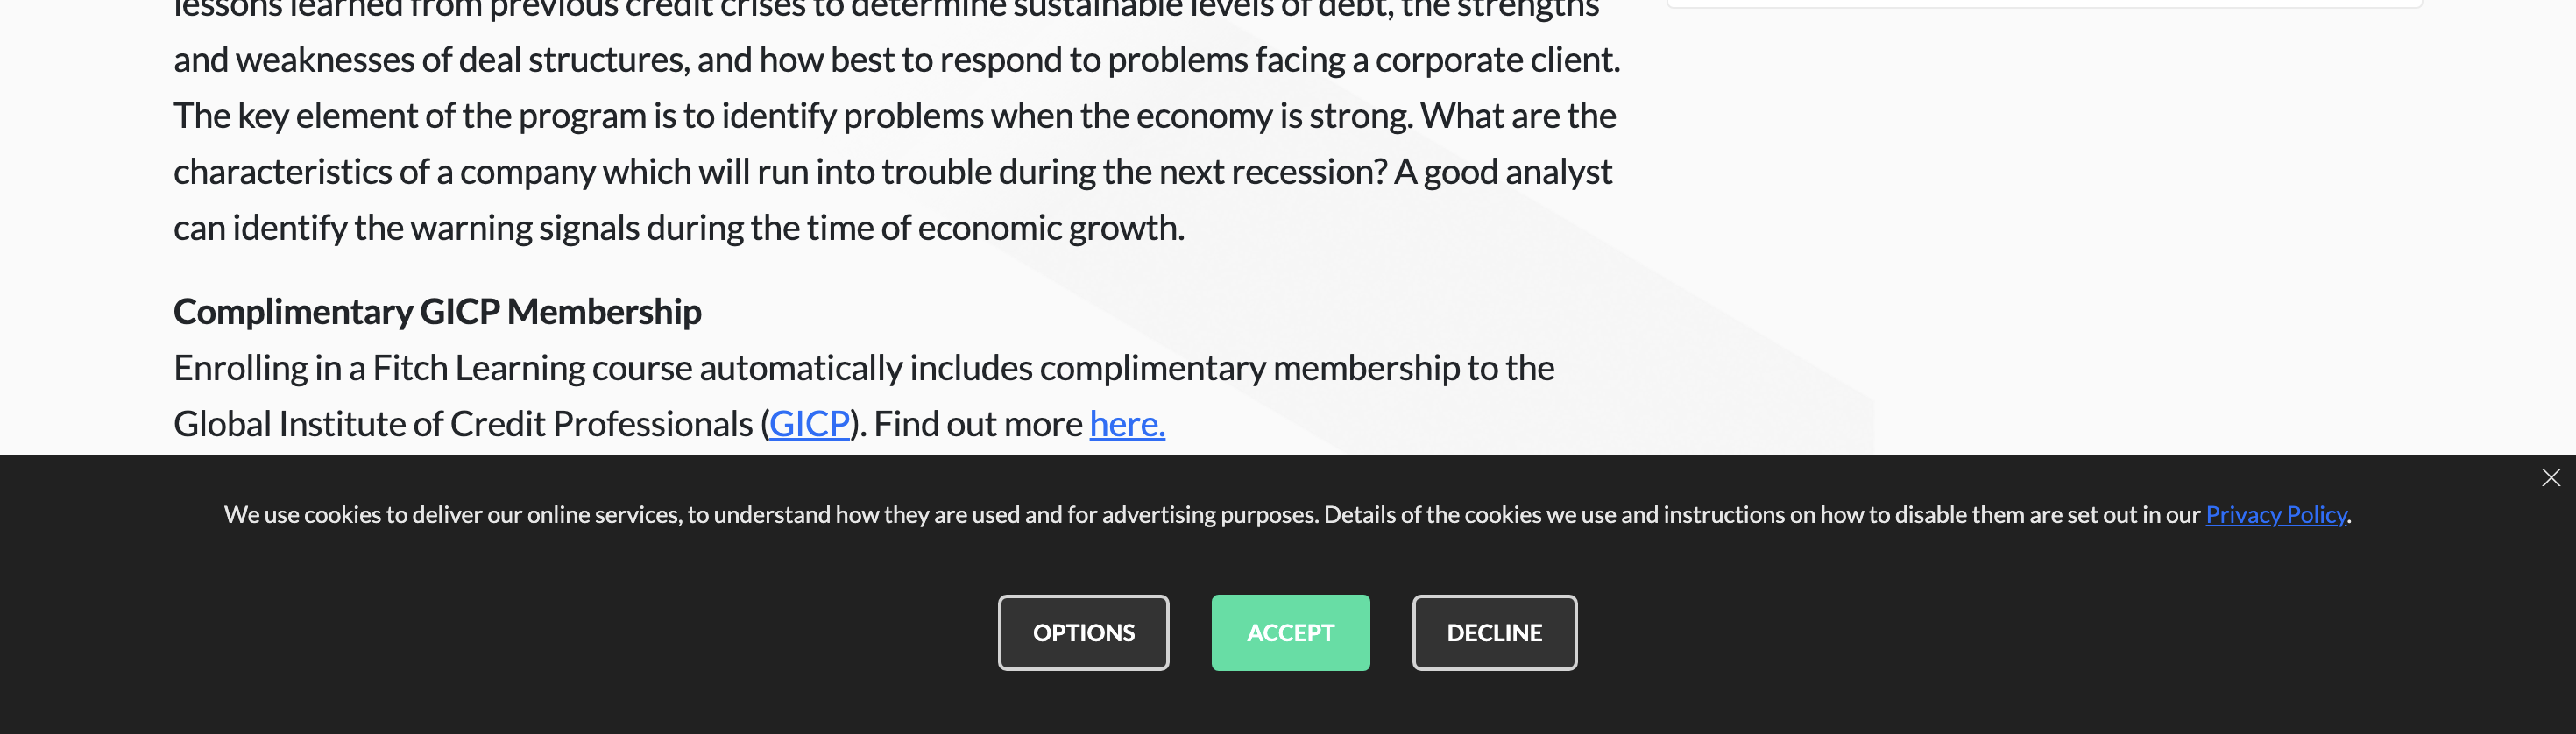 lessons learned from previous credit crises to determine sustainable levels of debt, the strengths
and weaknesses of deal structures, and how best to respond to problems facing a corporate client.
The key element of the program is to identify problems when the economy is strong. What are the
characteristics of a company which will run into trouble during the next recession? A good analyst
can identify the warning signals during the time of economic growth.
Complimentary GICP Membership
Enrolling in a Fitch Learning course automatically includes complimentary membership to the
Global Institute of Credit Professionals (GICP). Find out more here.
We use cookies to deliver our online services, to understand how they are used and for advertising purposes. Details of the cookies we use and instructions on how to disable them are set out in our Privacy Policy.
OPTIONS ACCEPT DECLINE